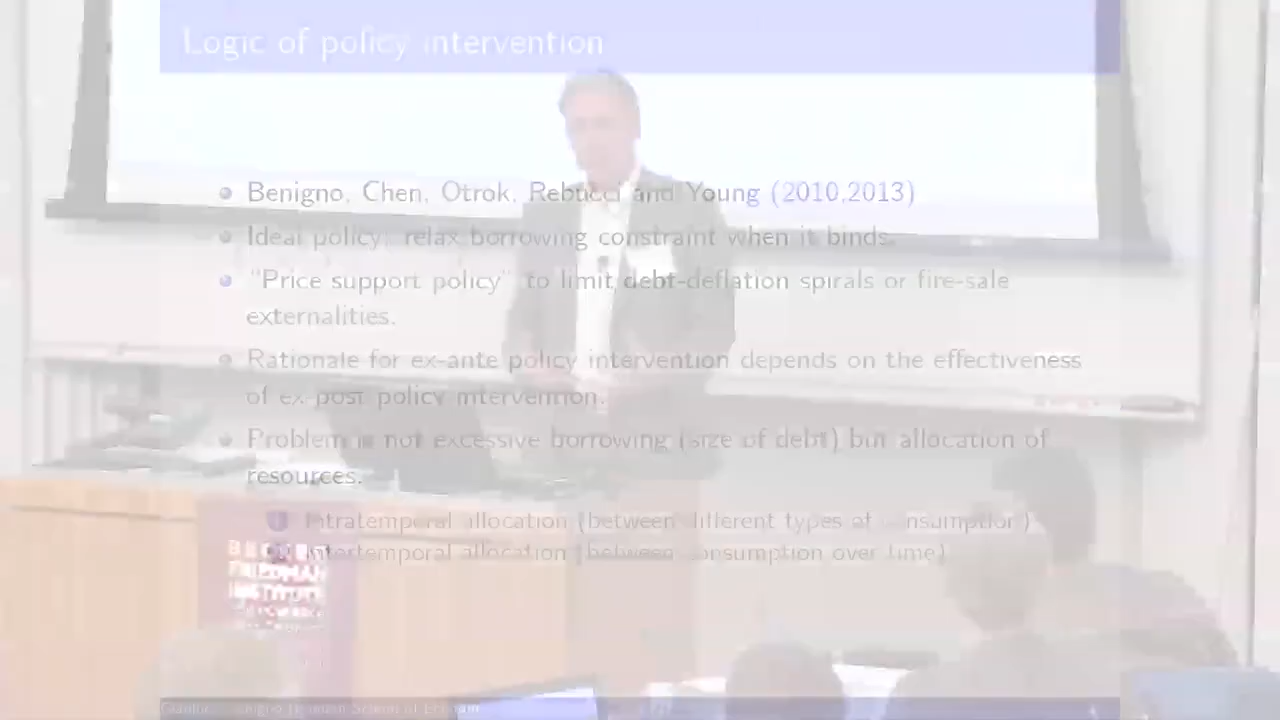 Logic of policy intervention
Benigno, Chen, Otrok, Rebucci and Young (2010,2013)
Ideal policy: relax borrowing constraint when it binds.
"Price support policy" to limit debt-deflation spirals or fire-sale
externalities.
Rationale for ex-ante policy intervention depends on the effectiveness
of ex post policy intervention.
Problem is not excessive borrowing (size of debt) but allocation of
resources.
Intratemporal allocation (between different types of consumption)
Intertemporal allocation (between consumption over time)
BECKER
FRIEDMAN
INSTITUTE